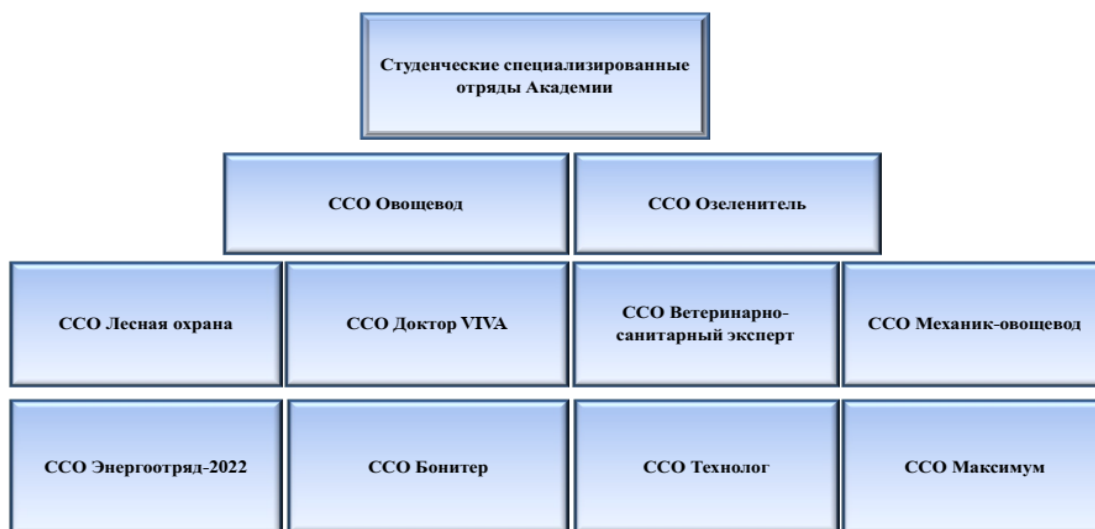 Студенческие специализированные
отряды Академии
ССО Овощевод
ССО Озеленитель
ССО Лесная охрана
ССО Доктор VIVA
ССО Ветеринарно-
санитарный эксперт
ССО Механик-овощевод
ССО Энергоотряд-2022
ССО Бонитер
ССО Технолог
ССО Максимум